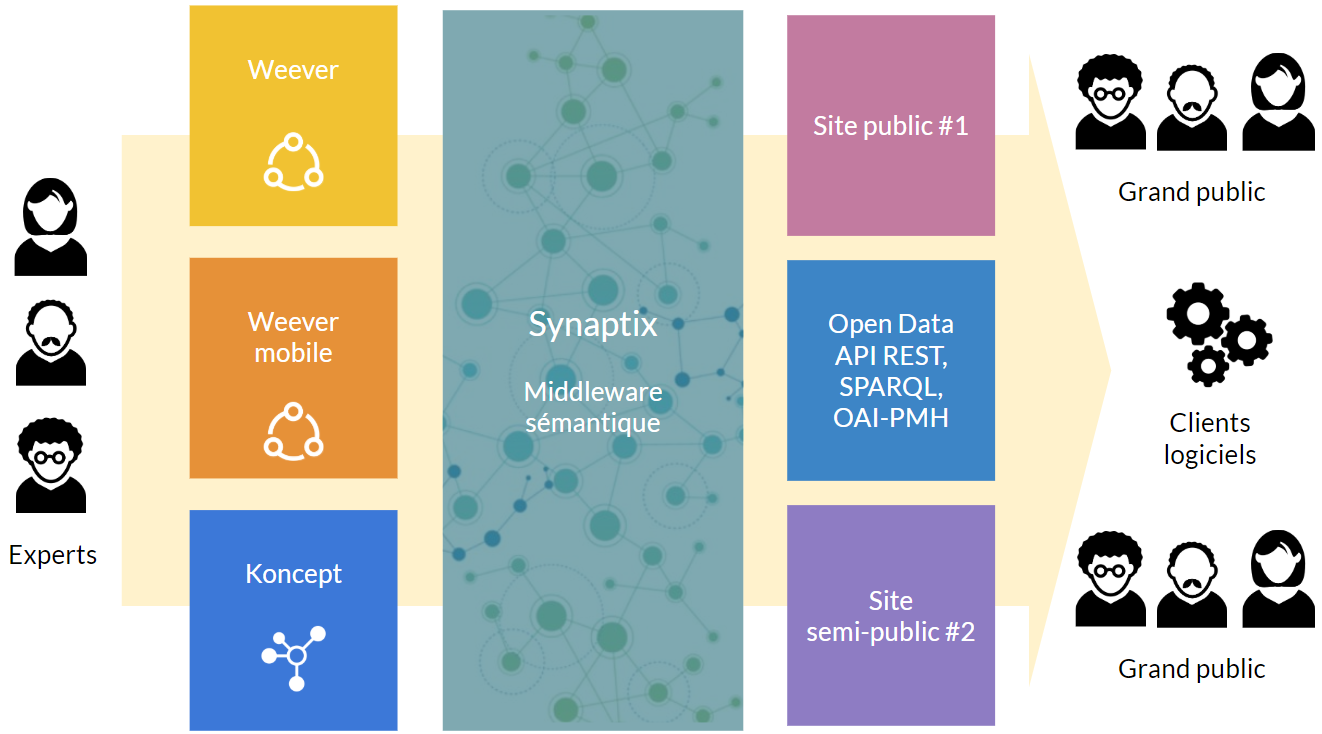 Experts
Weever
Weever
mobile
Koncept
Synaptix
Middleware
sémantique
Site public #1
Open Data
API REST,
SPARQL,
OAI-PMH
Site
semi-public #2
Grand public
Clients
logiciels
Grand public